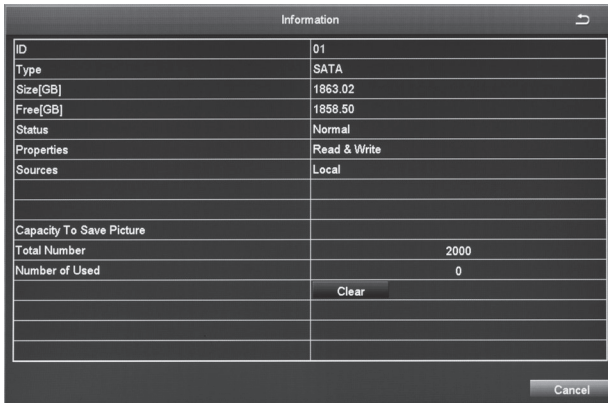 Information
ID 01
Type SATA
Size[GB] 1863.02
Free[GB] 1858.50
Status Normal
Properties Read & Write
Sources Local
Capacity To Save Picture
Total Number 2000
Number of Used 0
Clear
Cancel